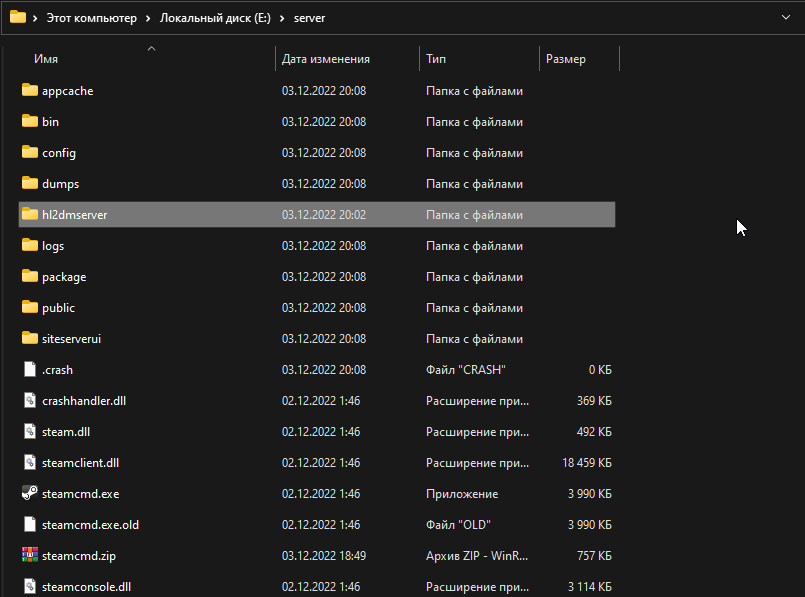 Этот компьютер > Локальный диск (E:) > server
Имя Дата изменения Тип Размер
appcache 03.12.2022 20:08 Папка с файлами
bin 03.12.2022 20:08 Папка с файлами
config 03.12.2022 20:08 Папка с файлами
dumps 03.12.2022 20:08 Папка с файлами
hl2dmserver 03.12.2022 20:02 Папка с файлами
logs 03.12.2022 20:08 Папка с файлами
package 03.12.2022 20:08 Папка с файлами
public 03.12.2022 20:08 Папка с файлами
siteserverui 03.12.2022 20:08 Папка с файлами
.crash 03.12.2022 20:08 Файл "CRASH" 0 КБ
crashhandler.dll 02.12.2022 1:46 Расширение при... 369 КБ
steam.dll 02.12.2022 1:46 Расширение при... 492 КБ
steamclient.dll 02.12.2022 1:46 Расширение при... 18 459 КБ
steamcmd.exe 02.12.2022 1:46 Приложение 3 990 КБ
steamcmd.exe.old 02.12.2022 1:46 Файл "OLD" 3 990 КБ
steamcmd.zip 03.12.2022 18:49 Архив ZIP - WinR... 757 КБ
steamconsole.dll 02.12.2022 1:46 Расширение при... 3 114 КБ